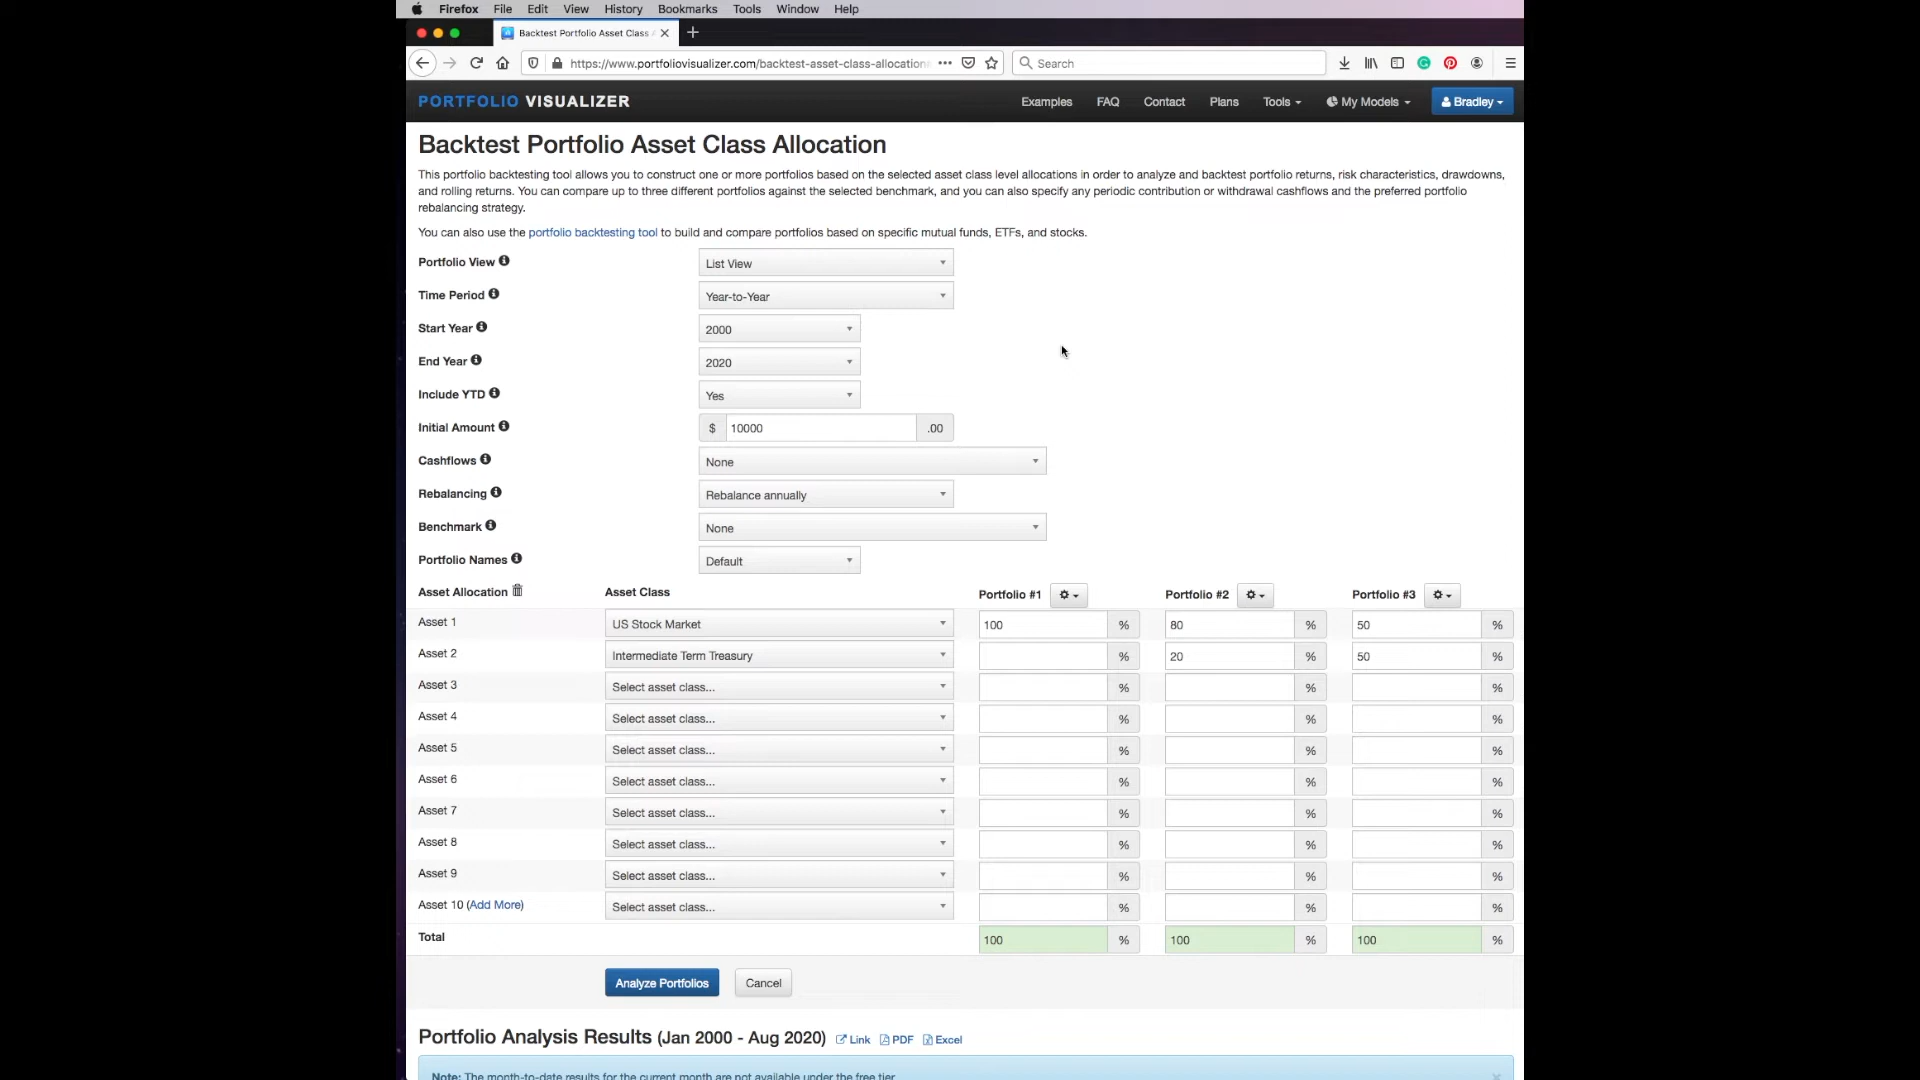 Firefox File Edit View History Bookmarks Tools Window Help
Backtest Portfolio Asset Class
https://www.portfoliovisualizer.com/backtest-asset-class-allocation Search
PORTFOLIO VISUALIZER Examples FAQ Contact Plans Tools My Models Bradley
Backtest Portfolio Asset Class Allocation
This portfolio backtesting tool allows you to construct one or more portfolios based on the selected asset class level allocations in order to analyze and backtest portfolio returns, risk characteristics, drawdowns,
and rolling returns. You can compare up to three different portfolios against the selected benchmark, and you can also specify any periodic contribution or withdrawal cashflows and the preferred portfolio
rebalancing strategy.
You can also use the portfolio backtesting tool to build and compare portfolios based on specific mutual funds, ETFs, and stocks.
Portfolio View List View
Time Period Year-to-Year
Start Year 2000
End Year 2020
Include YTD Yes
Initial Amount $ 10000 .00
Cashflows None
Rebalancing Rebalance annually
Benchmark None
Portfolio Names Default
Asset Allocation Asset Class Portfolio #1 Portfolio #2 Portfolio #3
Asset 1 US Stock Market 100 % 80 % 50 %
Asset 2 Intermediate Term Treasury % 20 % 50 %
Asset 3 Select asset class... % % %
Asset 4 Select asset class... % % %
Asset 5 Select asset class... % % %
Asset 6 Select asset class... % % %
Asset 7 Select asset class... % % %
Asset 8 Select asset class... % % %
Asset 9 Select asset class... % % %
Asset 10 (Add More) Select asset class... % % %
Total 100 % 100 % 100 %
Analyze Portfolios Cancel
Portfolio Analysis Results (Jan 2000 - Aug 2020) Link PDF Excel
Note: The month-to-date results for the current month are not available under the free tier